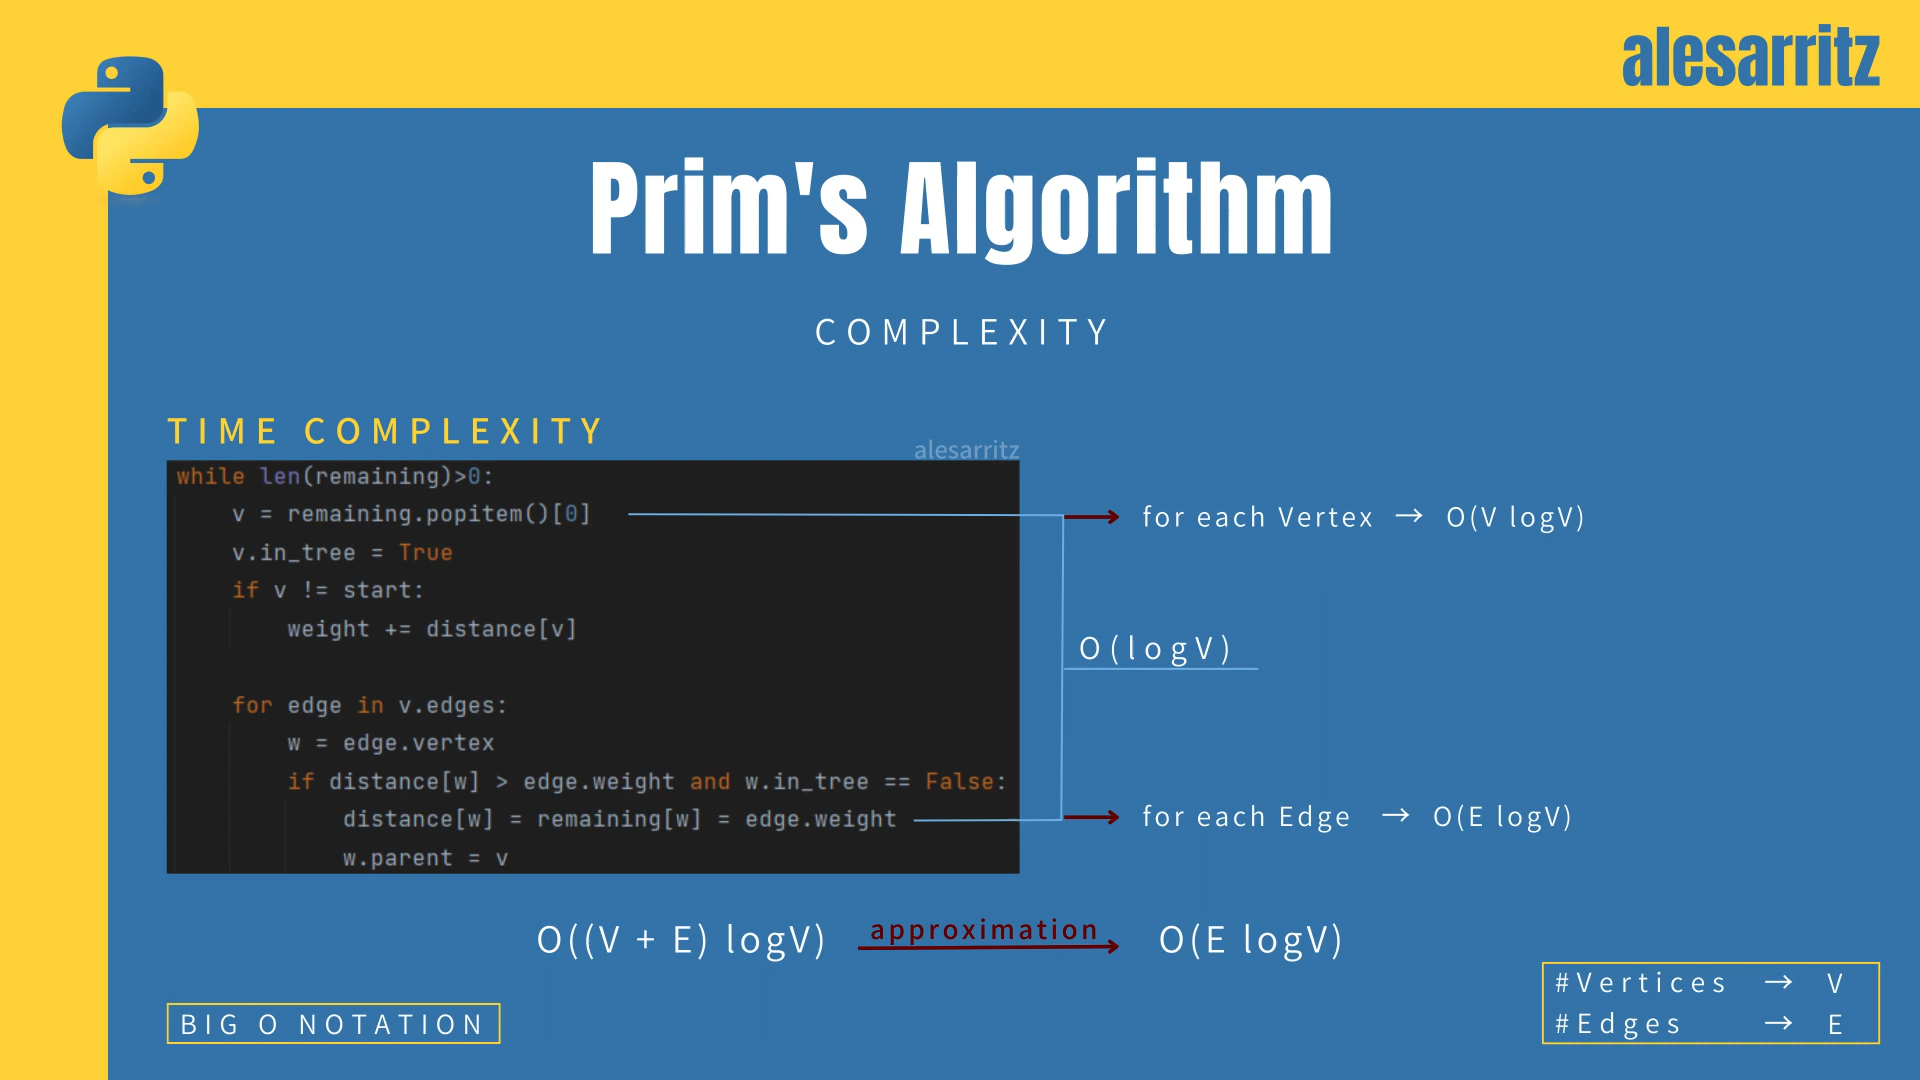 alesarritz
Prim's Algorithm
COMPLEXITY
TIME COMPLEXITY
alesarritz
while len(remaining)>0:
    v = remaining.popitem()[0]
    v.in_tree = True
    if v != start:
        weight += distance[v]
    for edge in v.edges:
        w = edge.vertex
        if distance[w] > edge.weight and w.in_tree == False:
            distance[w] = remaining[w] = edge.weight
            w.parent = v
for each Vertex → O(V logV)
O(logV)
for each Edge → O(E logV)
O((V + E) logV) approximation O(E logV)
BIG O NOTATION
#Vertices → V
#Edges → E